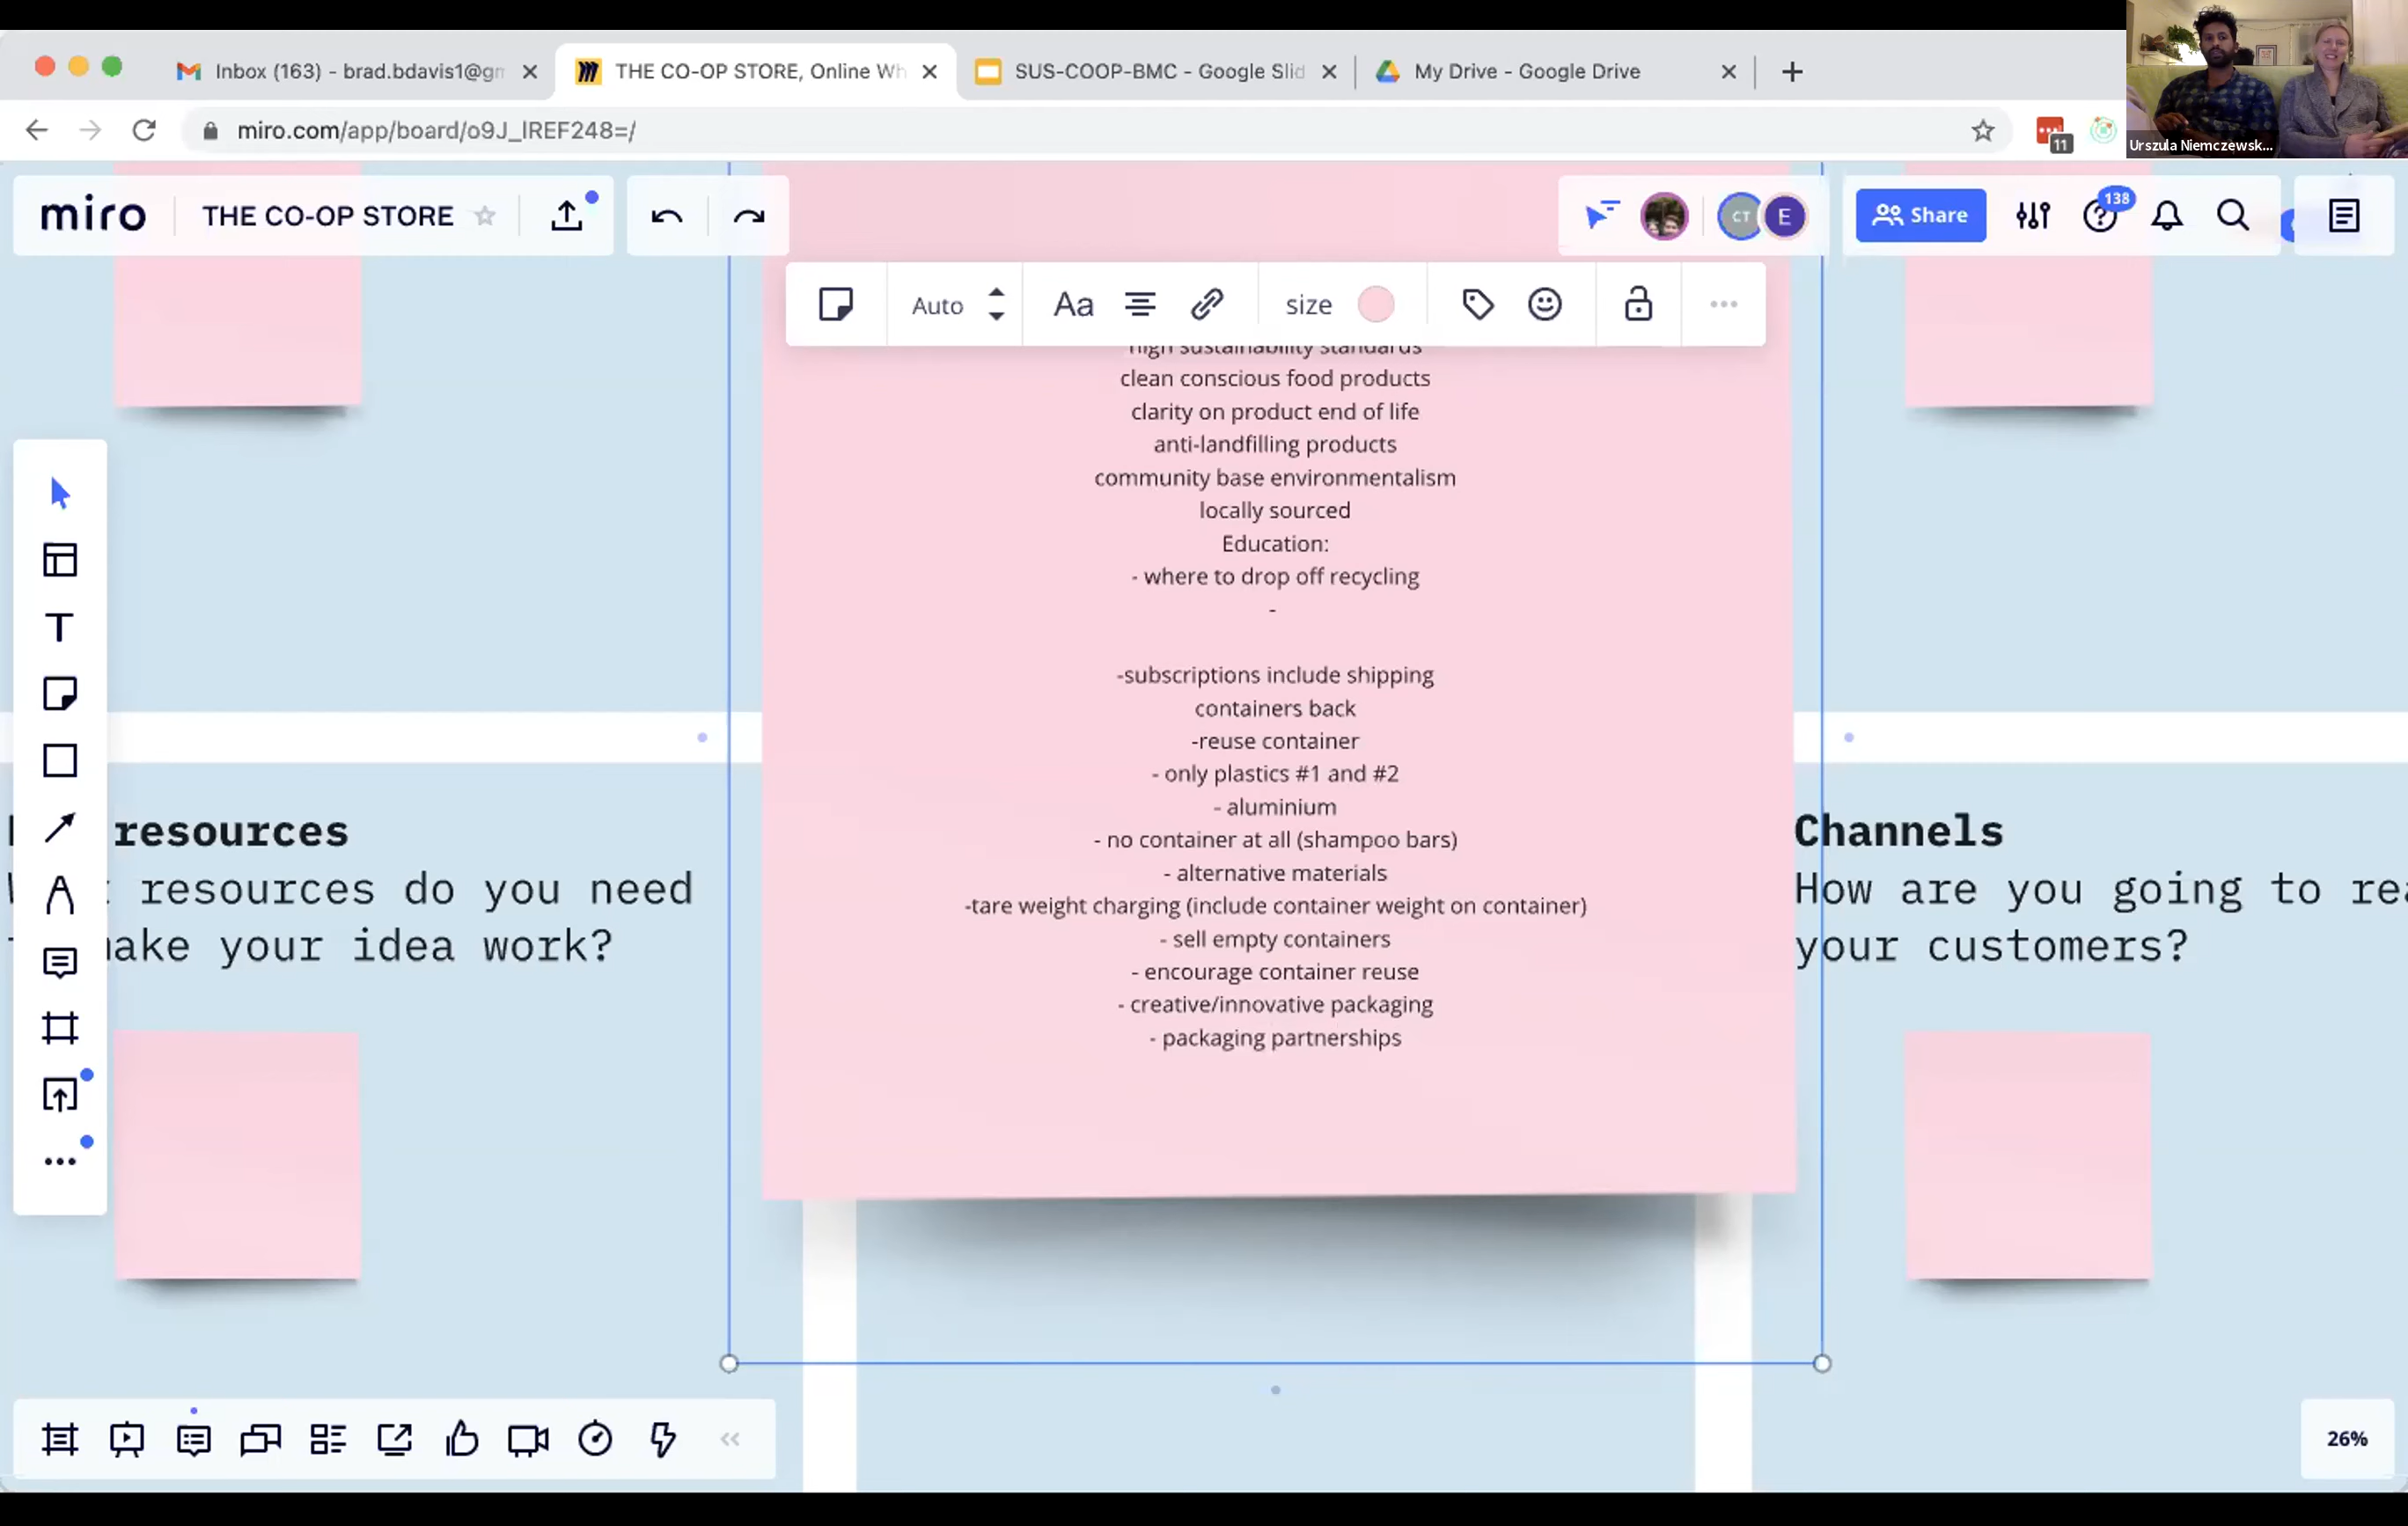 Inbox (163) - brad.bdavis1@gm
THE CO-OP STORE, Online Wh
SUS-COOP-BMC - Google Slid
My Drive - Google Drive
miro.com/app/board/o9J_lREF248=/
11
Urszula Niemczewsk...
miro
THE CO-OP STORE
CT
E
Share
138
Auto
Aa
size
high sustainability standards
clean conscious food products
clarity on product end of life
anti-landfilling products
community base environmentalism
locally sourced
Education:
- where to drop off recycling
-
-subscriptions include shipping
containers back
-reuse container
- only plastics #1 and #2
- aluminium
- no container at all (shampoo bars)
- alternative materials
-tare weight charging (include container weight on container)
- sell empty containers
- encourage container reuse
- creative/innovative packaging
- packaging partnerships
resources
resources do you need
make your idea work?
Channels
How are you going to rea
your customers?
26%